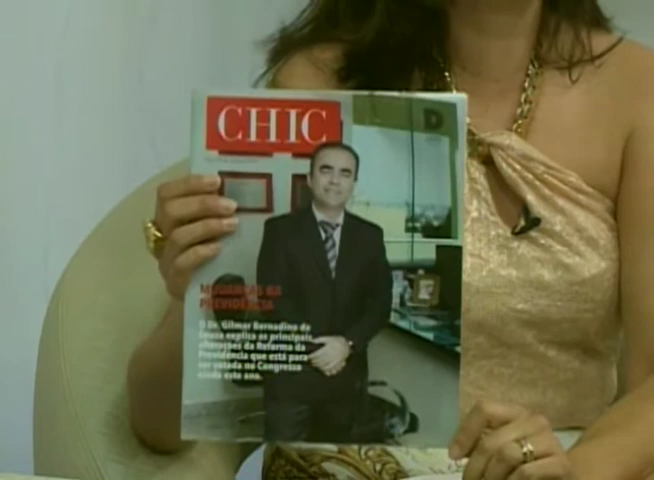 CHIC
D
MUDANÇAS NA
PREVIDÊNCIA
O Dr. Gilmar Bernadino de
Souza explica as principais
alterações da Reforma da
Previdência que está para
ser votada no Congresso
ainda este ano.